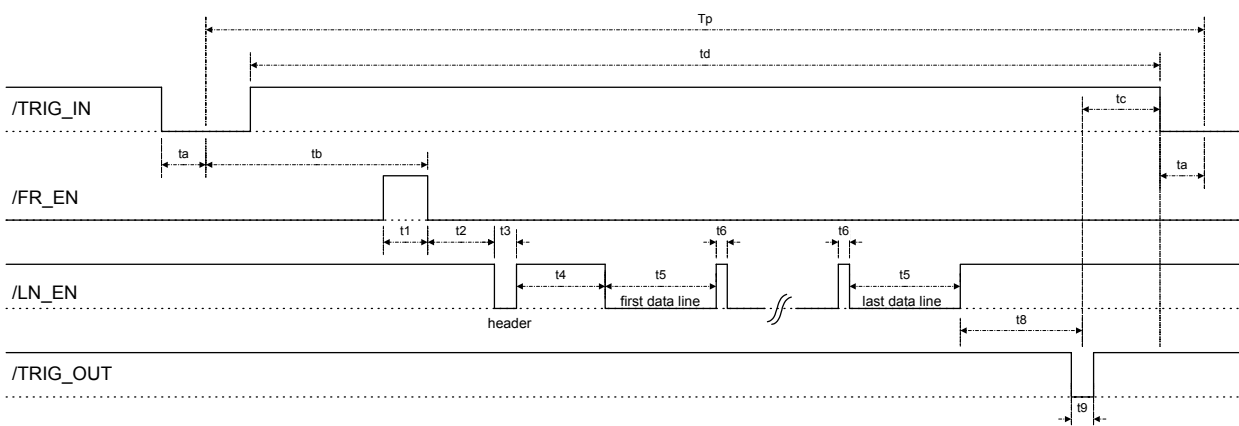 Tp
td
/TRIG_IN
tc
ta
tb
ta
/FR_EN
t1
t2
t3
t6
t6
t4
t5
t5
/LN_EN
first data line
last data line
header
t8
/TRIG_OUT
t9